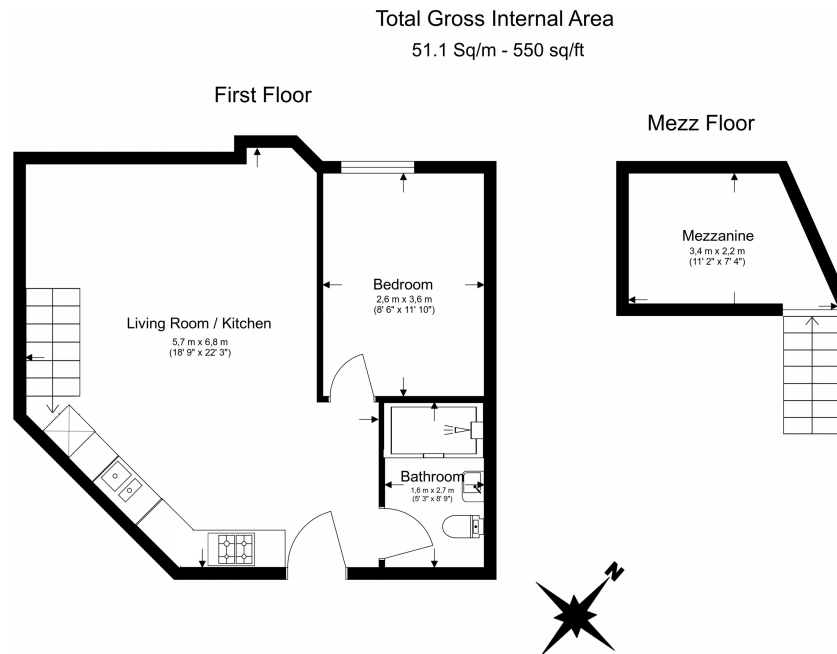 Total Gross Internal Area
51.1 Sq/m - 550 sq/ft
First Floor
Mezz Floor
Mezzanine
3,4 m x 2,2 m
(11' 2" x 7' 4")
Bedroom
2,6 m x 3,6 m
(8' 6" x 11' 10")
Living Room / Kitchen
5,7 m x 6,8 m
(18' 9" x 22' 3")
Bathroom
1,6 m x 2,7 m
(5' 3" x 8' 9")
N